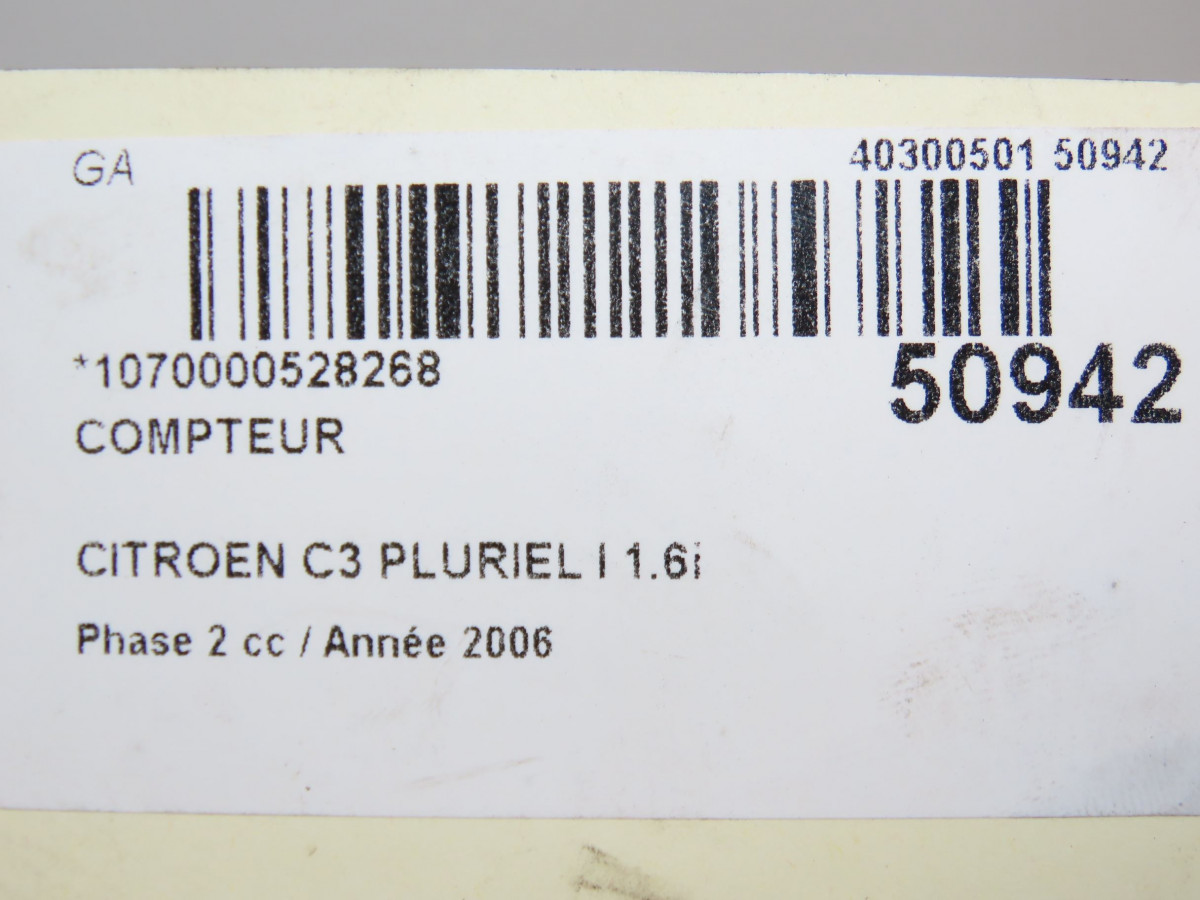 GA
40300501 50942
*1070000528268
50942
COMPTEUR
CITROEN C3 PLURIEL I 1.6i
Phase 2 cc / Année 2006